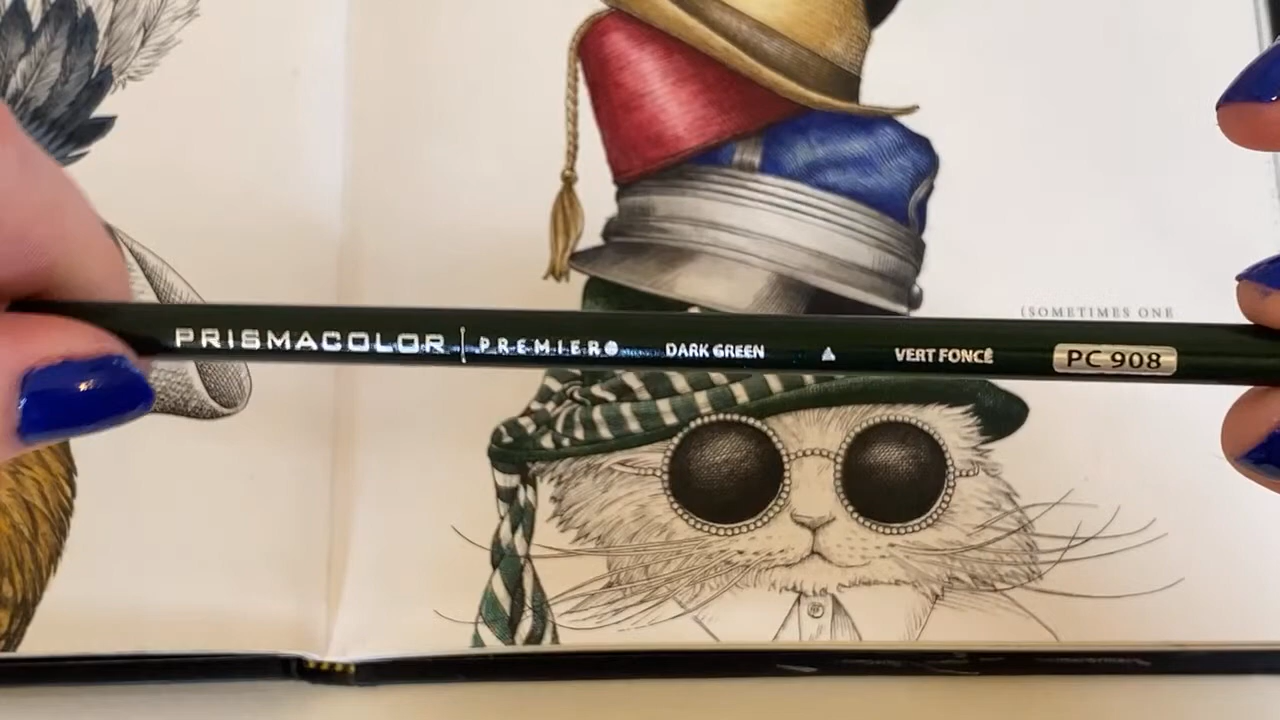 (SOMETIMES ONE
PRISMACOLOR | PREMIER DARK GREEN VERT FONCÉ PC 908